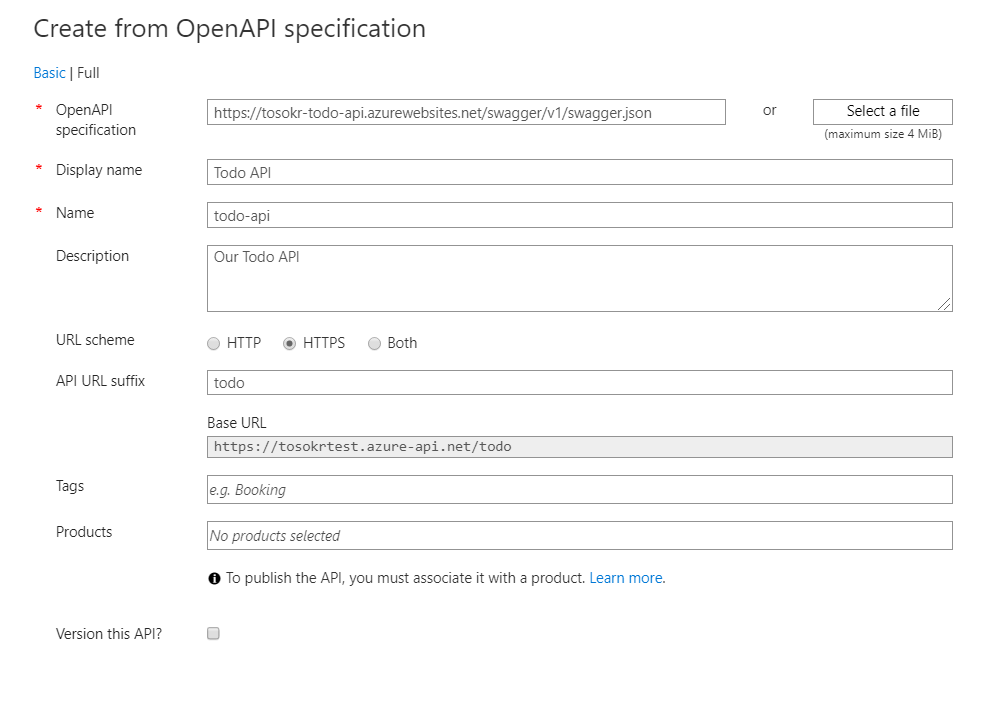 Create from OpenAPI specification
Basic | Full
* OpenAPI specification
https://tosokr-todo-api.azurewebsites.net/swagger/v1/swagger.json
or
Select a file
(maximum size 4 MiB)
* Display name
Todo API
* Name
todo-api
Description
Our Todo API
URL scheme
HTTP HTTPS Both
API URL suffix
todo
Base URL
https://tosokrtest.azure-api.net/todo
Tags
e.g. Booking
Products
No products selected
To publish the API, you must associate it with a product. Learn more.
Version this API?